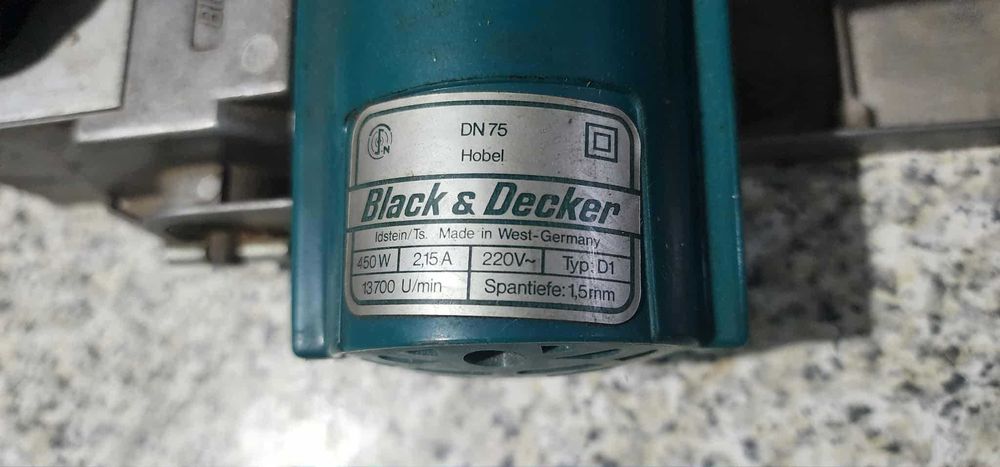 DN 75
Hobel
Black & Decker
Idstein/Ts. Made in West-Germany
450 W 2,15 A 220V~ Typ: D1
13700 U/min Spantiefe: 1,5mm